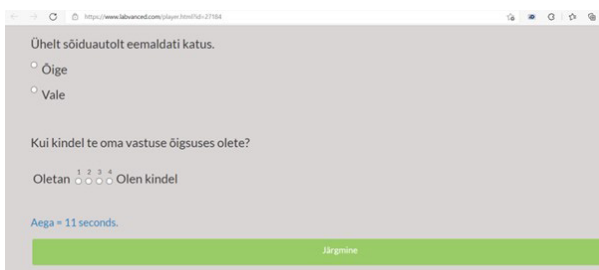 https://www.labvanced.com/player.html?id=27184
Ühelt sõiduautolt eemaldati katus.
Õige
Vale
Kui kindel te oma vastuse õigsuses olete?
1 2 3 4
Oletan Olen kindel
Aega = 11 seconds.
Järgmine